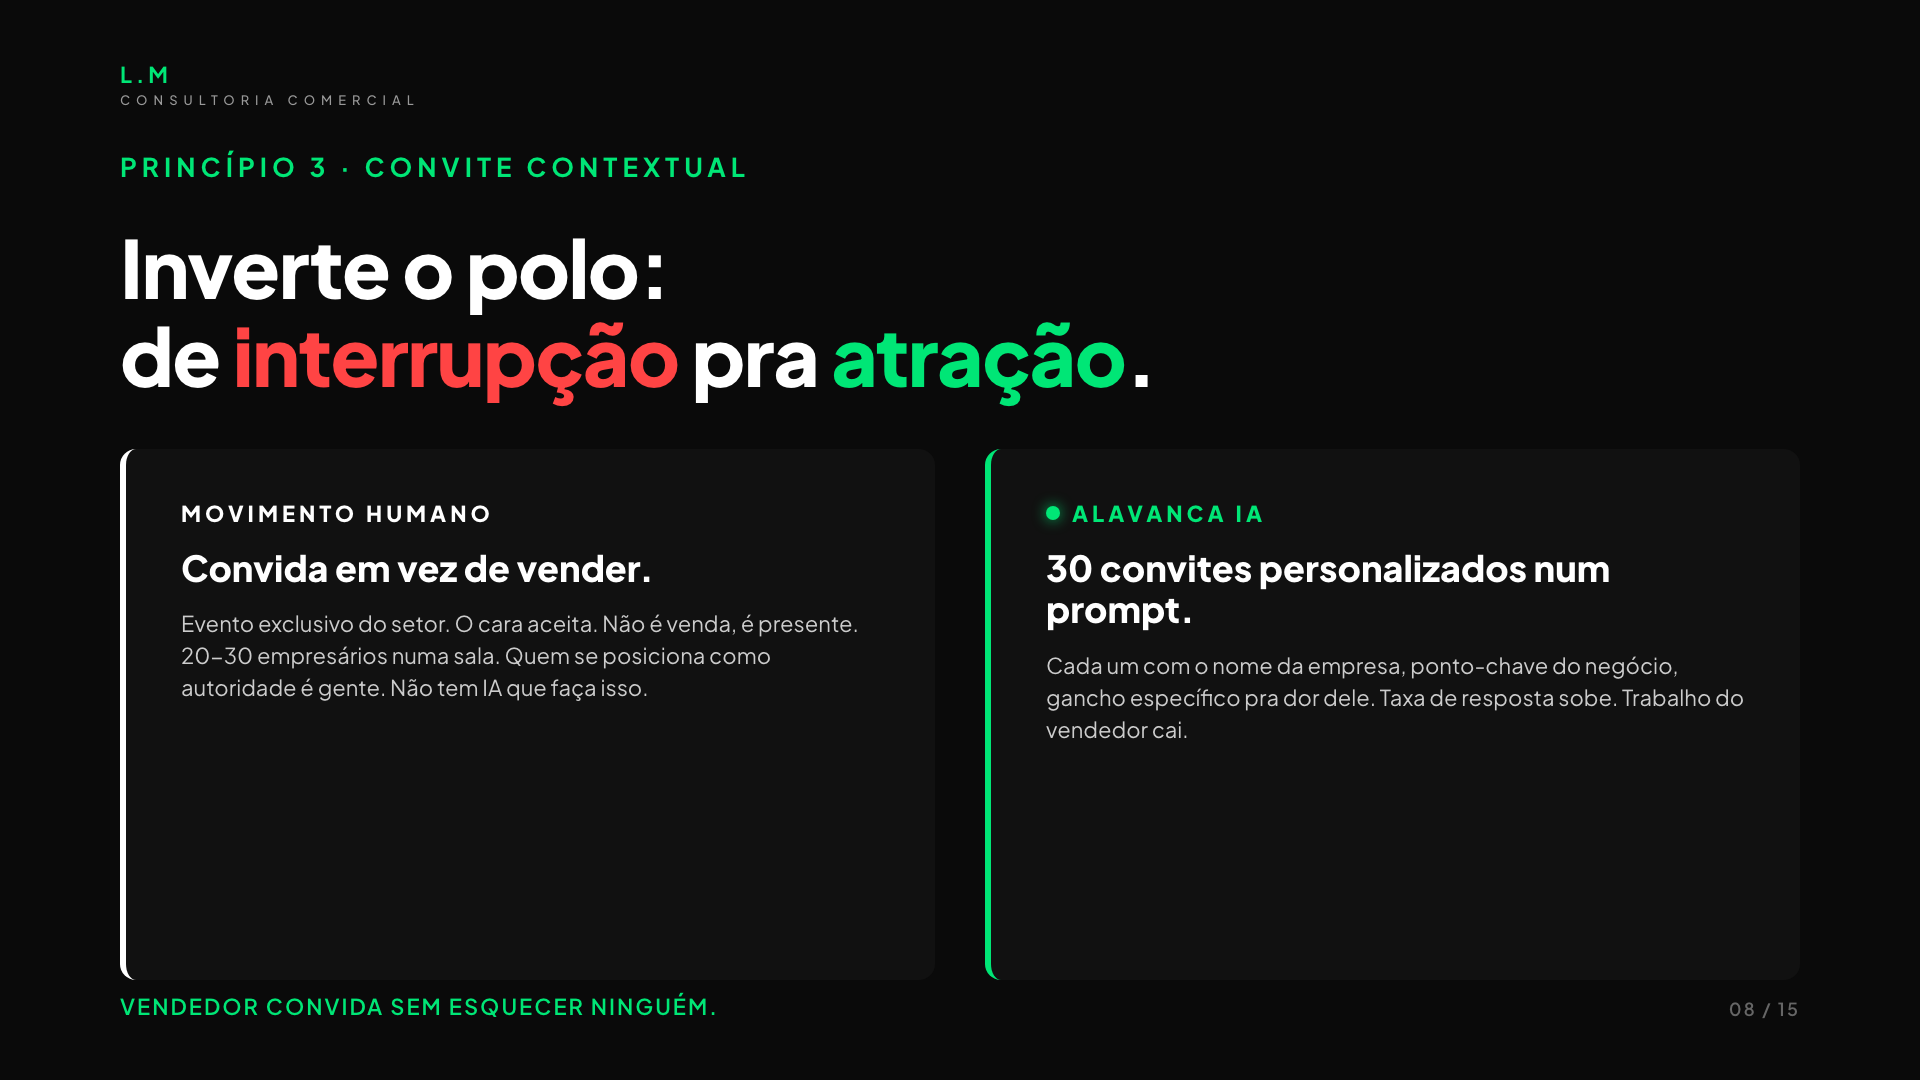 L.M
CONSULTORIA COMERCIAL
PRINCÍPIO 3 · CONVITE CONTEXTUAL
Inverte o polo:
de interrupção pra atração.
MOVIMENTO HUMANO
Convida em vez de vender.
Evento exclusivo do setor. O cara aceita. Não é venda, é presente.
20–30 empresários numa sala. Quem se posiciona como
autoridade é gente. Não tem IA que faça isso.
ALAVANCA IA
30 convites personalizados num
prompt.
Cada um com o nome da empresa, ponto-chave do negócio,
gancho específico pra dor dele. Taxa de resposta sobe. Trabalho do
vendedor cai.
VENDEDOR CONVIDA SEM ESQUECER NINGUÉM.
08 / 15